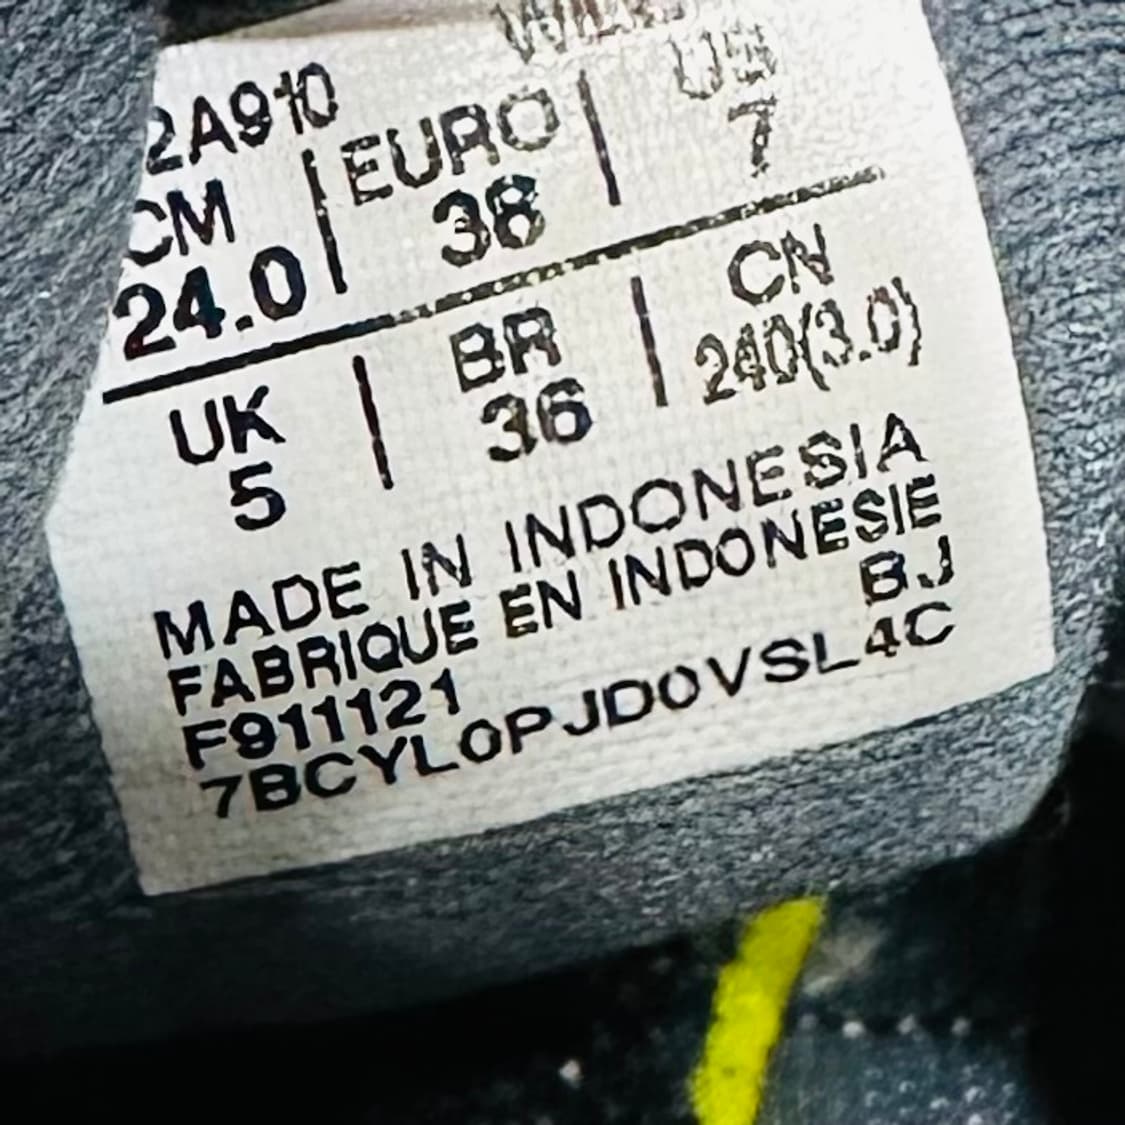 2A910
CM | EURO | US
24.0 | 38 | 7
UK | BR | CN
5 | 36 | 240(3.0)
MADE IN INDONESIA
FABRIQUE EN INDONESIE
F911121 BJ
7BCYL0PJD0VSL4C